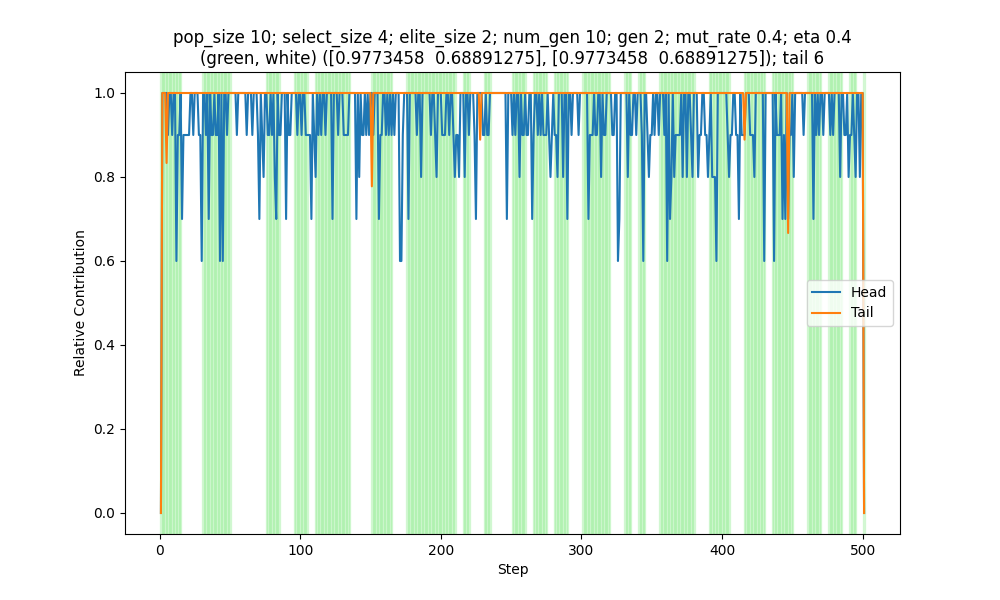 pop_size 10; select_size 4; elite_size 2; num_gen 10; gen 2; mut_rate 0.4; eta 0.4
(green, white) ([0.9773458  0.68891275], [0.9773458  0.68891275]); tail 6
1.0
0.8
0.6
0.4
0.2
0.0
Relative Contribution
Head
Tail
0 100 200 300 400 500
Step